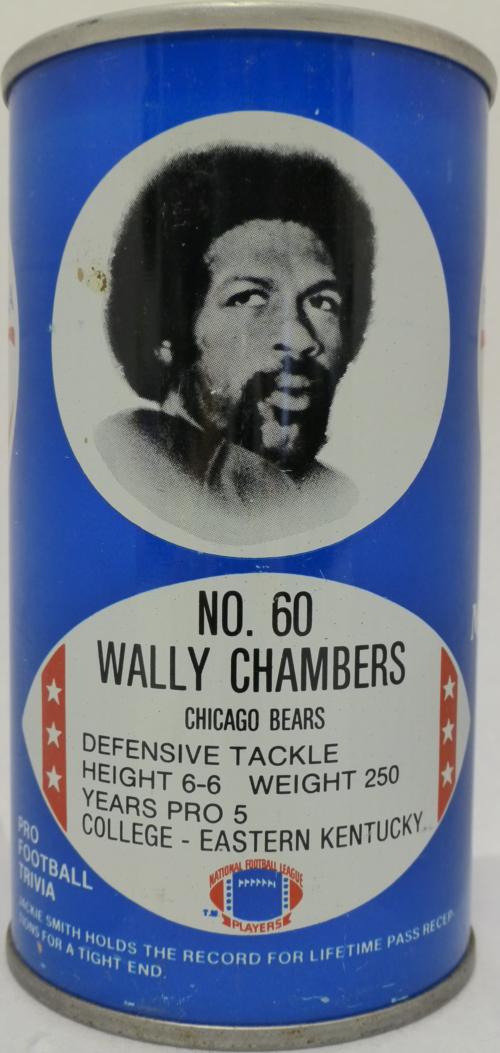 NO. 60
WALLY CHAMBERS
CHICAGO BEARS
DEFENSIVE TACKLE
HEIGHT 6-6 WEIGHT 250
YEARS PRO 5
COLLEGE - EASTERN KENTUCKY
NATIONAL FOOTBALL LEAGUE
PLAYERS
T.M
PRO
FOOTBALL
TRIVIA
JACKIE SMITH HOLDS THE RECORD FOR LIFETIME PASS RECEP-
TIONS FOR A TIGHT END.